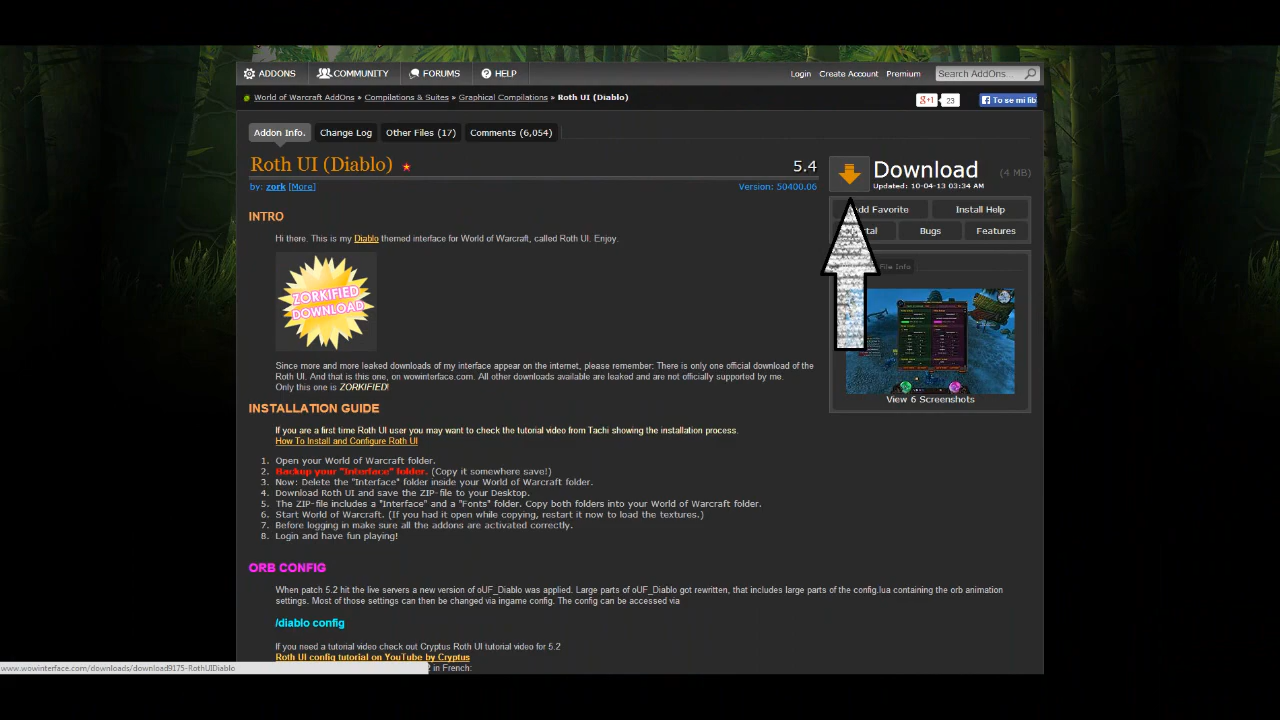 ADDONS COMMUNITY FORUMS HELP Login Create Account Premium Search AddOns...
World of Warcraft AddOns » Compilations & Suites » Graphical Compilations » Roth UI (Diablo) +1 23 To se mi líb
Addon Info. Change Log Other Files (17) Comments (6,054)
Roth UI (Diablo) 5.4 Download (4 MB)
Updated: 10-04-13 03:34 AM
by: zork [More] Version: 50400.06
dd Favorite Install Help
tal Bugs Features
INTRO
Hi there. This is my Diablo themed interface for World of Warcraft, called Roth UI. Enjoy.
File Info
ZORKIFIED
DOWNLOAD
Since more and more leaked downloads of my interface appear on the internet, please remember: There is only one official download of the
Roth UI. And that is this one, on wowinterface.com. All other downloads available are leaked and are not officially supported by me.
Only this one is ZORKIFIED!
View 6 Screenshots
INSTALLATION GUIDE
If you are a first time Roth UI user you may want to check the tutorial video from Tachi showing the installation process.
How To Install and Configure Roth UI
1. Open your World of Warcraft folder.
2. Backup your "Interface" folder. (Copy it somewhere save!)
3. Now: Delete the "Interface" folder inside your World of Warcraft folder.
4. Download Roth UI and save the ZIP-file to your Desktop.
5. The ZIP-file includes a "Interface" and a "Fonts" folder. Copy both folders into your World of Warcraft folder.
6. Start World of Warcraft. (If you had it open while copying, restart it now to load the textures.)
7. Before logging in make sure all the addons are activated correctly.
8. Login and have fun playing!
ORB CONFIG
When patch 5.2 hit the live servers a new version of oUF_Diablo was applied. Large parts of oUF_Diablo got rewritten, that includes large parts of the config.lua containing the orb animation
settings. Most of those settings can then be changed via ingame config. The config can be accessed via
/diablo config
If you need a tutorial video check out Cryptus Roth UI tutorial video for 5.2
Roth UI config tutorial on YouTube by Cryptus
www.wowinterface.com/downloads/download9175-RothUIDiablo 2 in French: